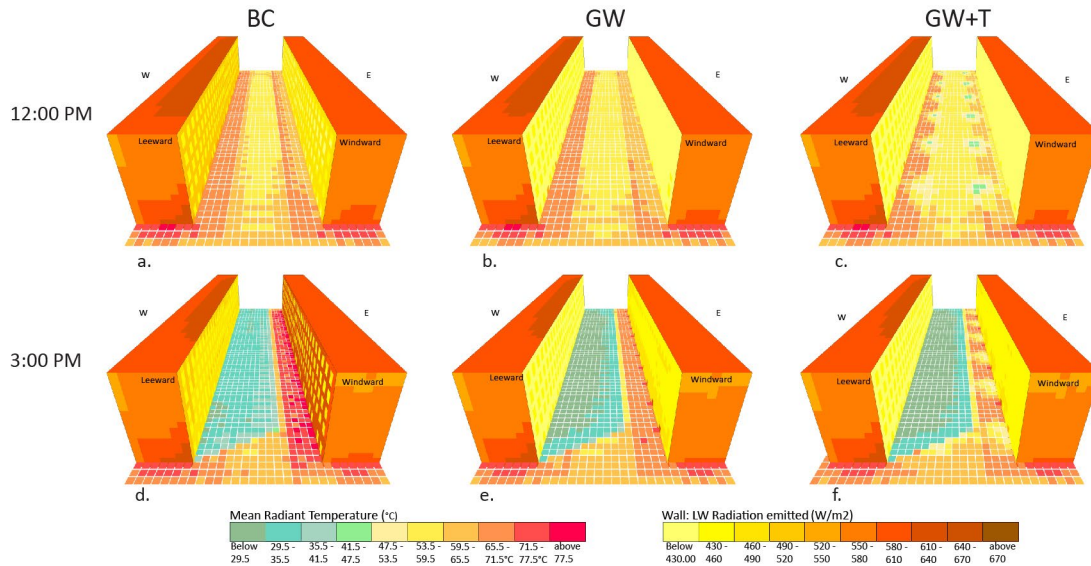 BC GW GW+T
12:00 PM
W E W E W E
Leeward Windward Leeward Windward Leeward Windward
a. b. c.
3:00 PM
W E W E W E
Leeward Windward Leeward Windward Leeward Windward
d. e. f.
Mean Radiant Temperature (°C) Wall: LW Radiation emitted (W/m2)
Below 29.5 - 35.5 - 41.5 - 47.5 - 53.5 - 59.5 - 65.5 - 71.5 - above Below 430 - 460 - 490 - 520 - 550 - 580 - 610 - 640 - above
29.5 35.5 41.5 47.5 53.5 59.5 65.5 71.5°C 77.5°C 77.5 430.00 460 490 520 550 580 610 640 670 670